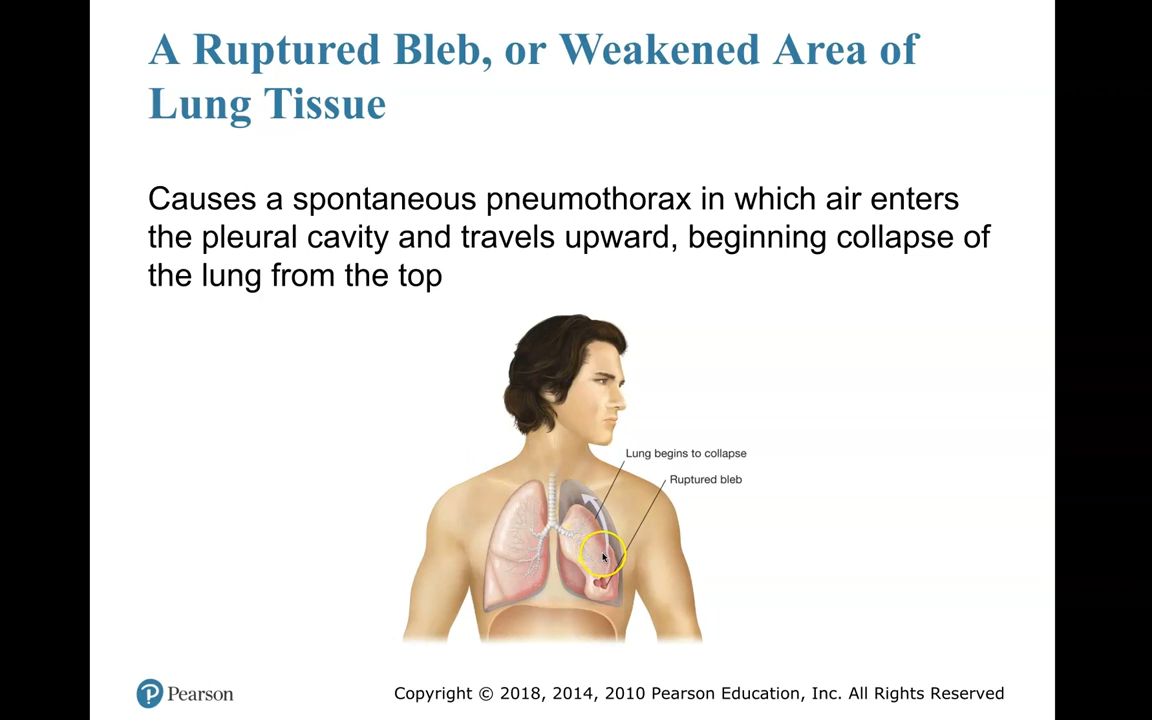 A Ruptured Bleb, or Weakened Area of
Lung Tissue
Causes a spontaneous pneumothorax in which air enters
the pleural cavity and travels upward, beginning collapse of
the lung from the top
Lung begins to collapse
Ruptured bleb
P Pearson
Copyright © 2018, 2014, 2010 Pearson Education, Inc. All Rights Reserved